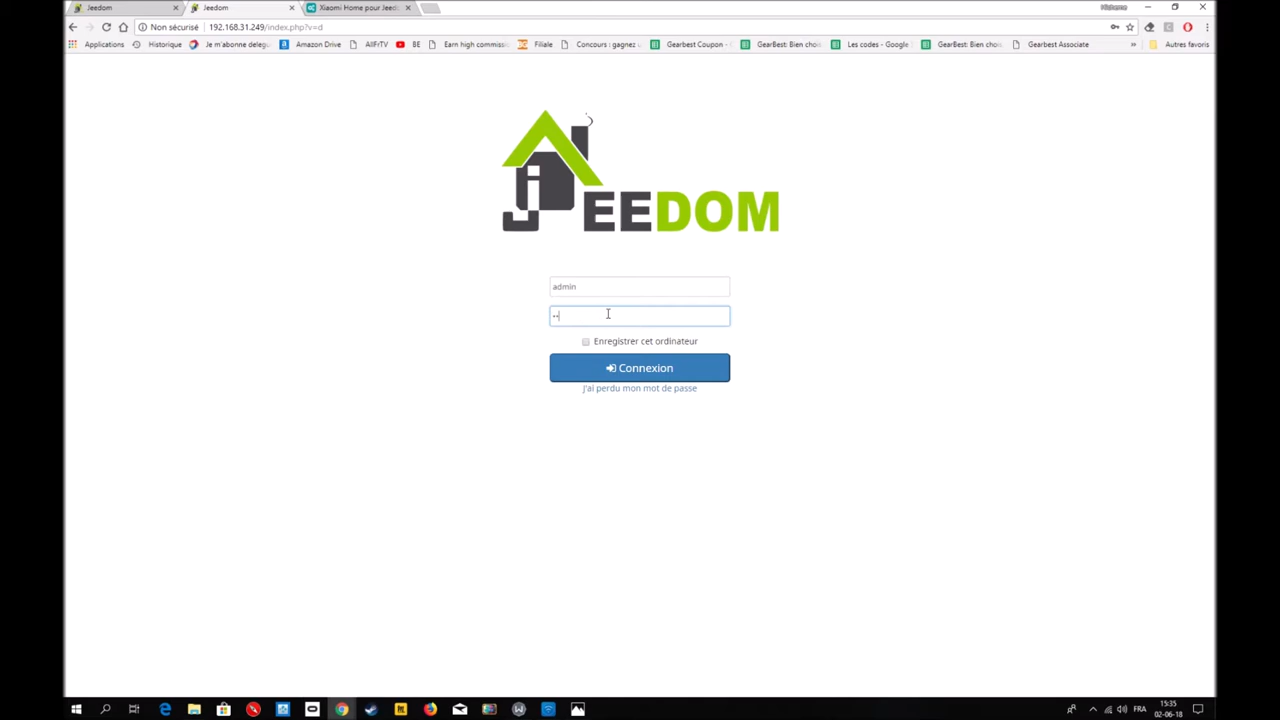 Jeedom
Jeedom
Xiaomi Home pour Jeed
Non sécurisé
192.168.31.249/index.php?v=d
Applications
Historique
Je m'abonne delegu
Amazon Drive
AllFrTV
BE
Earn high commissi
Filiale
Concours : gagnez u
Gearbest Coupon -
GearBest: Bien choi
Les codes - Google
GearBest: Bien choi
Gearbest Associate
»
Autres favoris
jEEDOM
admin
Enregistrer cet ordinateur
Connexion
J'ai perdu mon mot de passe
FRA
15:35
02-06-18